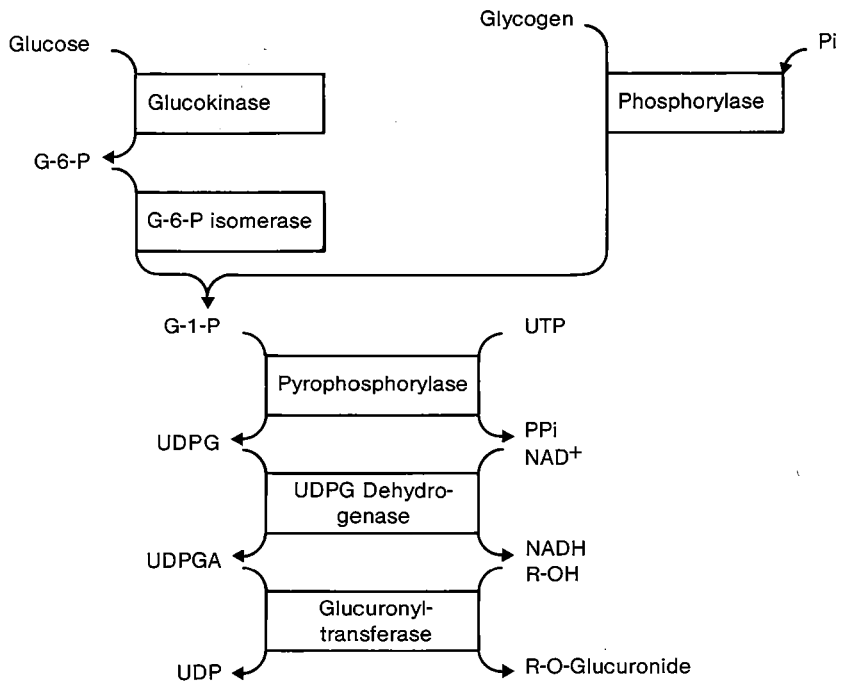 Glycogen
Glucose
Pi
Glucokinase
Phosphorylase
G-6-P
G-6-P isomerase
G-1-P
UTP
Pyrophosphorylase
UDPG
PPi
NAD⁺
UDPG Dehydro-
genase
UDPGA
NADH
R-OH
Glucuronyl-
transferase
UDP
R-O-Glucuronide